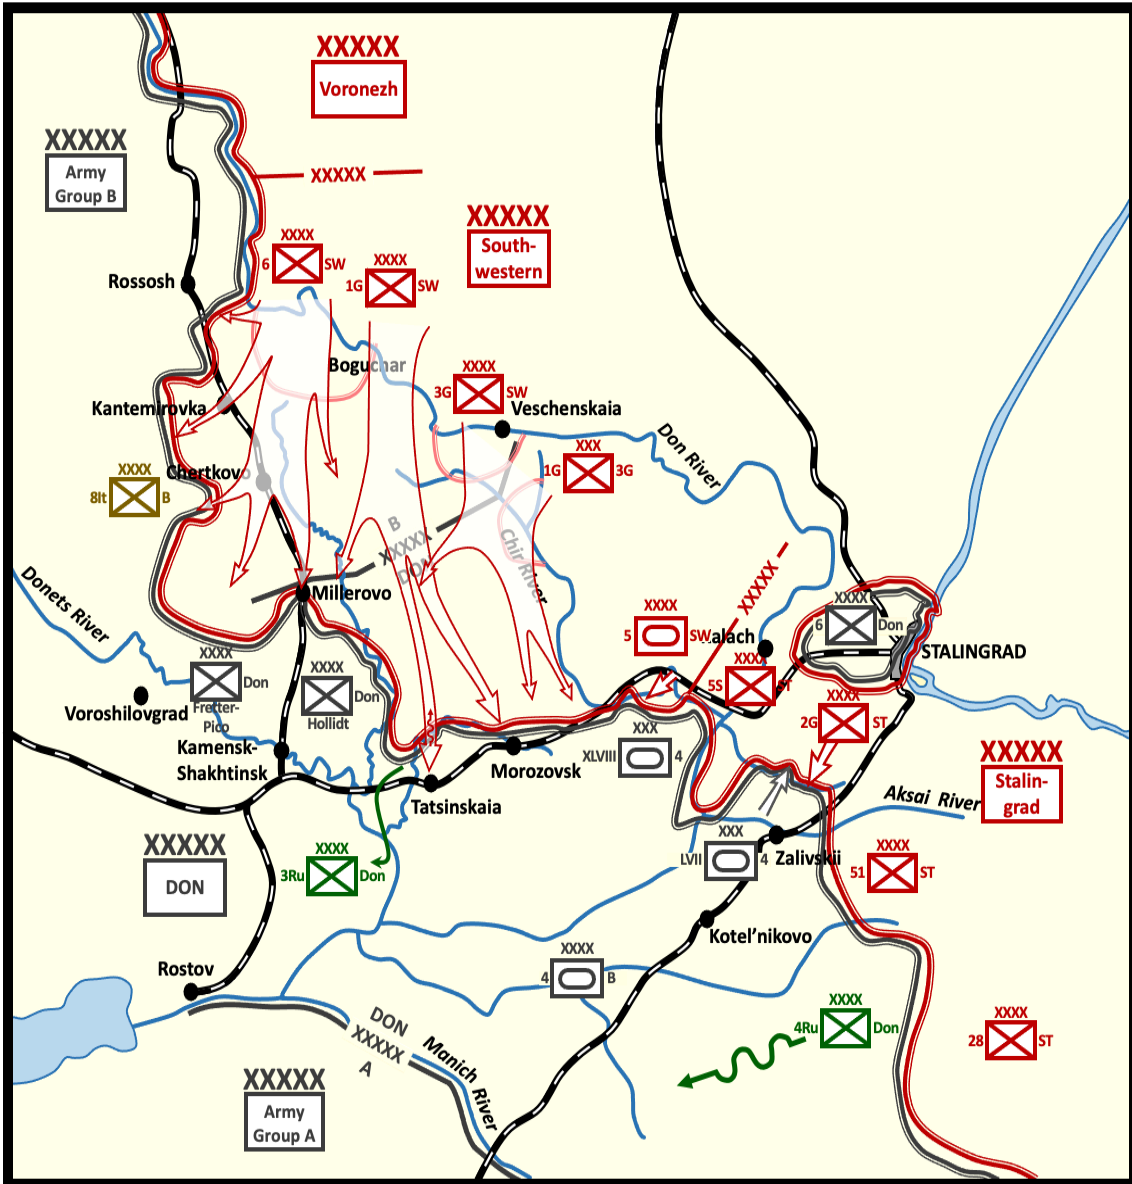 XXXXX
Voronezh
XXXXX
Army
Group B
XXXXX
XXXXX
South-
western
XXXX
6
SW
XXXX
1G
SW
Rossosh
Boguchar
XXXX
3G
SW
Kantemirovka
Veschenskaia
Don River
XXX
1G
3G
Chertkovo
XXXX
8It
B
B
XXXXX
DON
Chir River
XXXXX
Donets River
Millerovo
XXXX
6
Don
XXXX
5
SW
alach
STALINGRAD
XXXX
5S
ST
XXXX
Don
Fretter-
Pico
XXXX
Don
Hollidt
Voroshilovgrad
XXXX
2G
ST
Kamensk-
Shakhtinsk
XXX
XLVIII
4
Morozovsk
XXXXX
Stalin-
grad
Tatsinskaia
Aksai River
XXXXX
DON
XXXX
3Ru
Don
XXX
LVII
4
Zalivskii
XXXX
51
ST
Kotel'nikovo
Rostov
XXXX
4
B
DON
XXXXX
A
Manich River
XXXX
4Ru
Don
XXXX
28
ST
XXXXX
Army
Group A